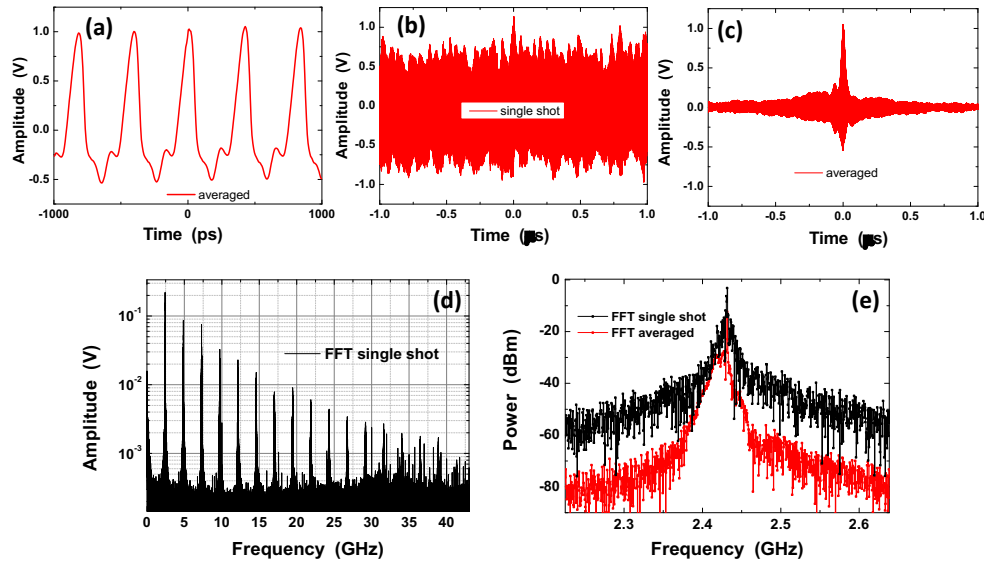 (a)
1.0
0.5
0.0
-0.5
Amplitude (V)
averaged
-1000
0
1000
Time (ps)
(b)
1.0
0.5
0.0
-0.5
-1.0
Amplitude (V)
single shot
-1.0
-0.5
0.0
0.5
1.0
Time (μs)
(c)
1.0
0.5
0.0
-0.5
-1.0
Amplitude (V)
averaged
-1.0
-0.5
0.0
0.5
1.0
Time (μs)
(d)
10⁻¹
10⁻²
10⁻³
Amplitude (V)
FFT single shot
0
5
10
15
20
25
30
35
40
Frequency (GHz)
(e)
0
-20
-40
-60
-80
Power (dBm)
FFT single shot
FFT averaged
2.3
2.4
2.5
2.6
Frequency (GHz)